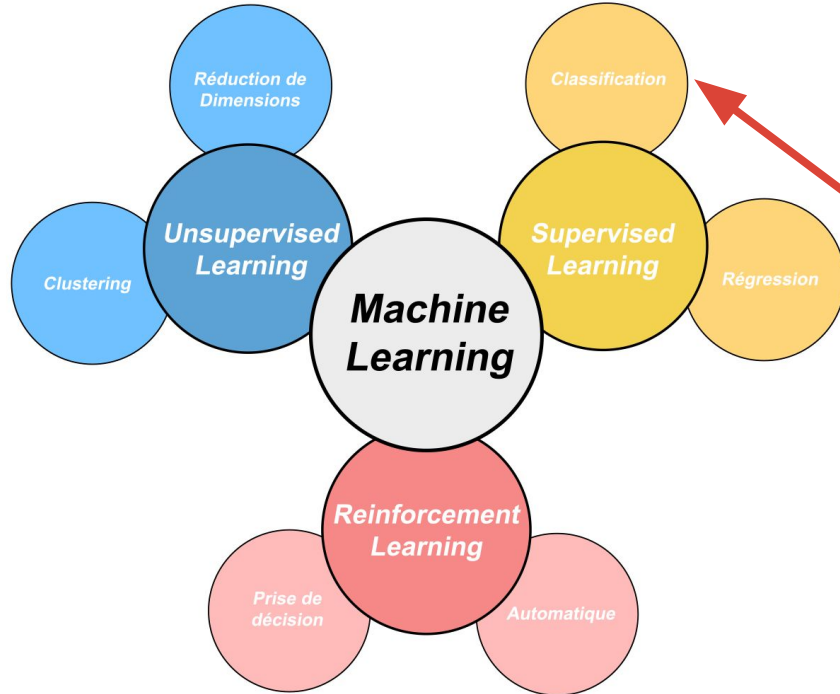 Réduction de
Dimensions
Classification
Unsupervised
Learning
Supervised
Learning
Clustering
Régression
Machine
Learning
Reinforcement
Learning
Prise de
décision
Automatique